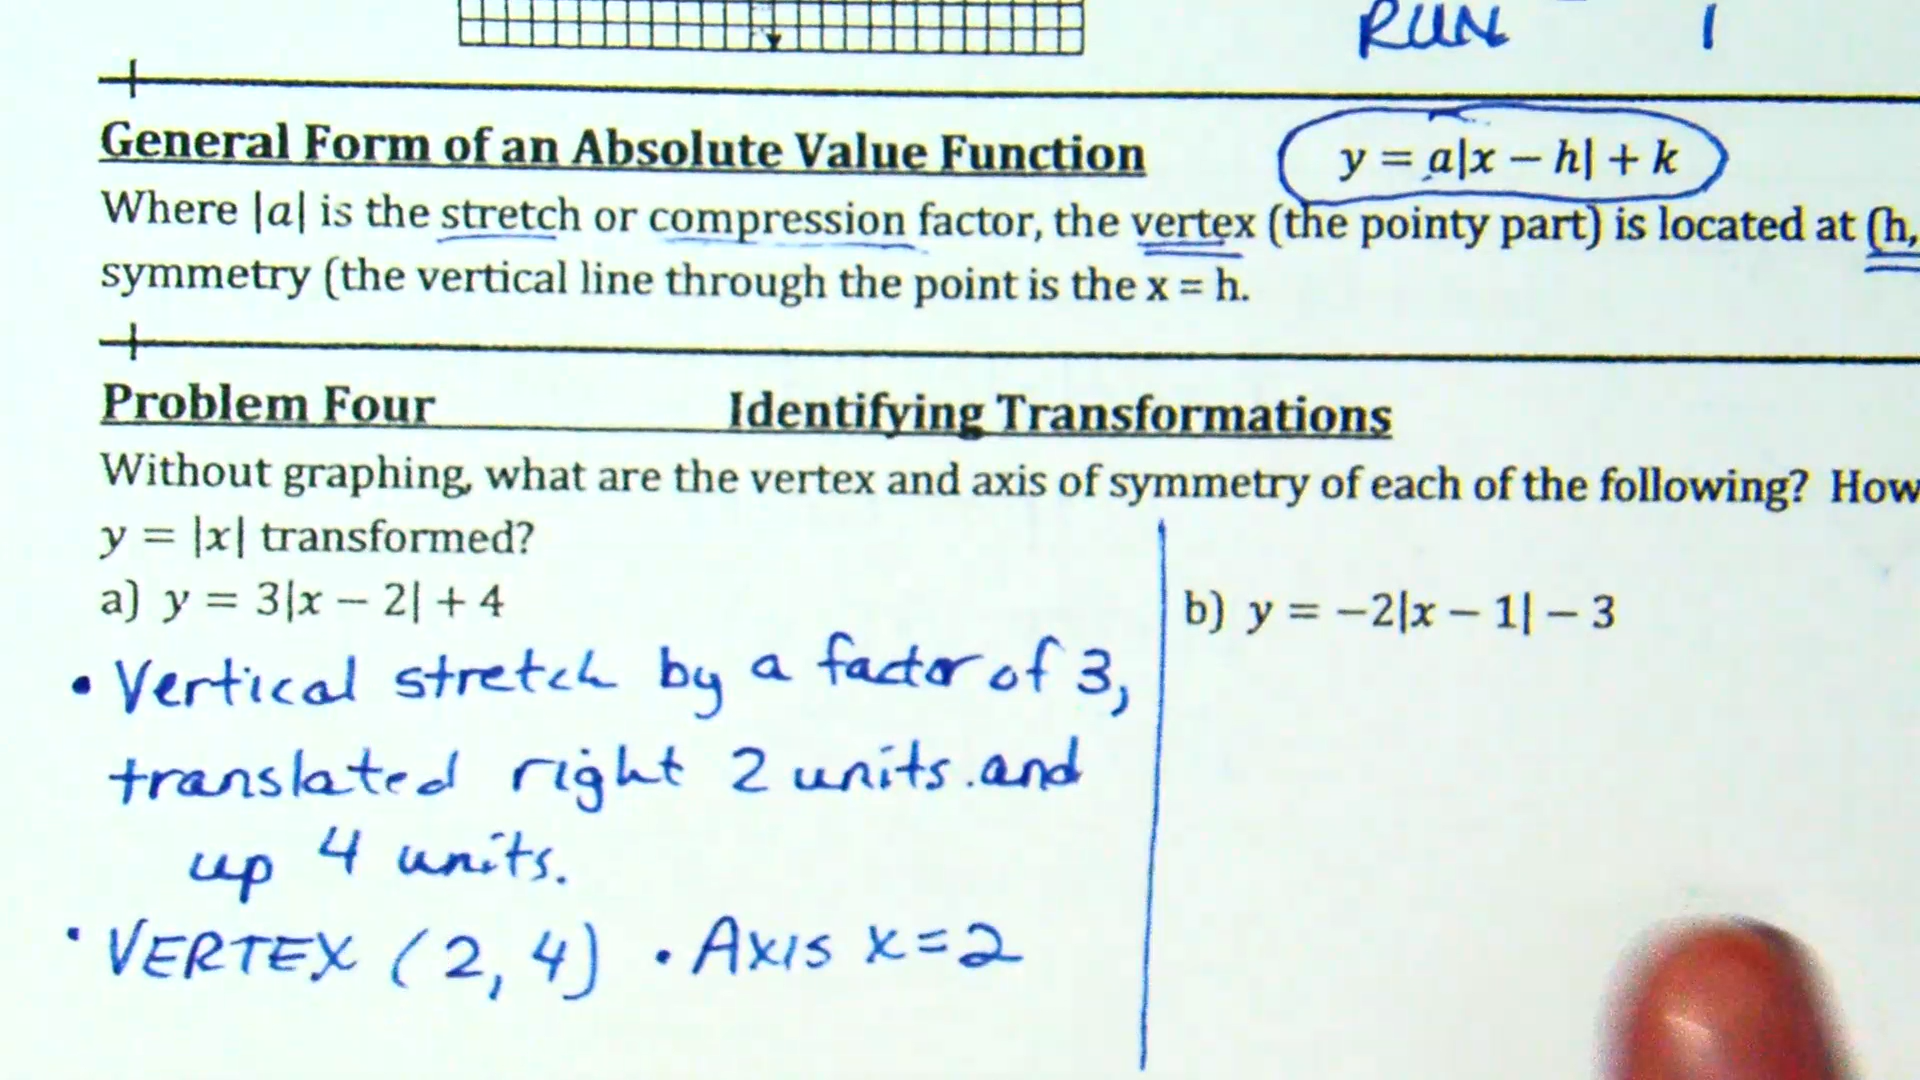 RUN 1
General Form of an Absolute Value Function y = a|x − h| + k
Where |a| is the stretch or compression factor, the vertex (the pointy part) is located at (h,
symmetry (the vertical line through the point is the x = h.
Problem Four Identifying Transformations
Without graphing, what are the vertex and axis of symmetry of each of the following? How
y = |x| transformed?
a) y = 3|x − 2| + 4
• Vertical stretch by a factor of 3,
translated right 2 units and
up 4 units.
• VERTEX (2, 4) • Axis x = 2
b) y = −2|x − 1| − 3